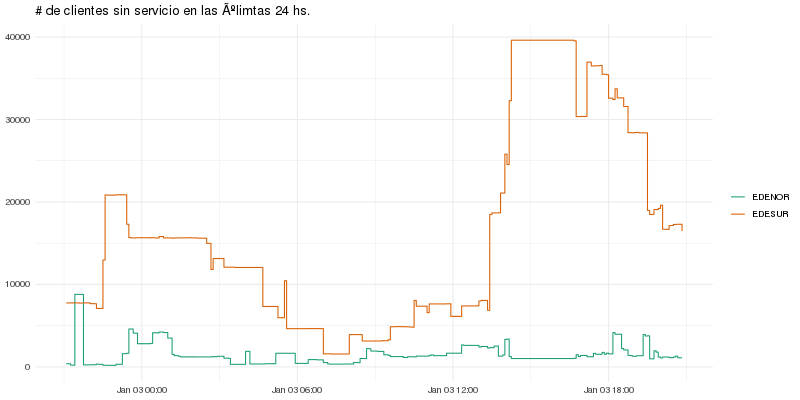 # de clientes sin servicio en las Ãºlimtas 24 hs.
40000
30000
20000
10000
0
Jan 03 00:00
Jan 03 06:00
Jan 03 12:00
Jan 03 18:00
EDENOR
EDESUR